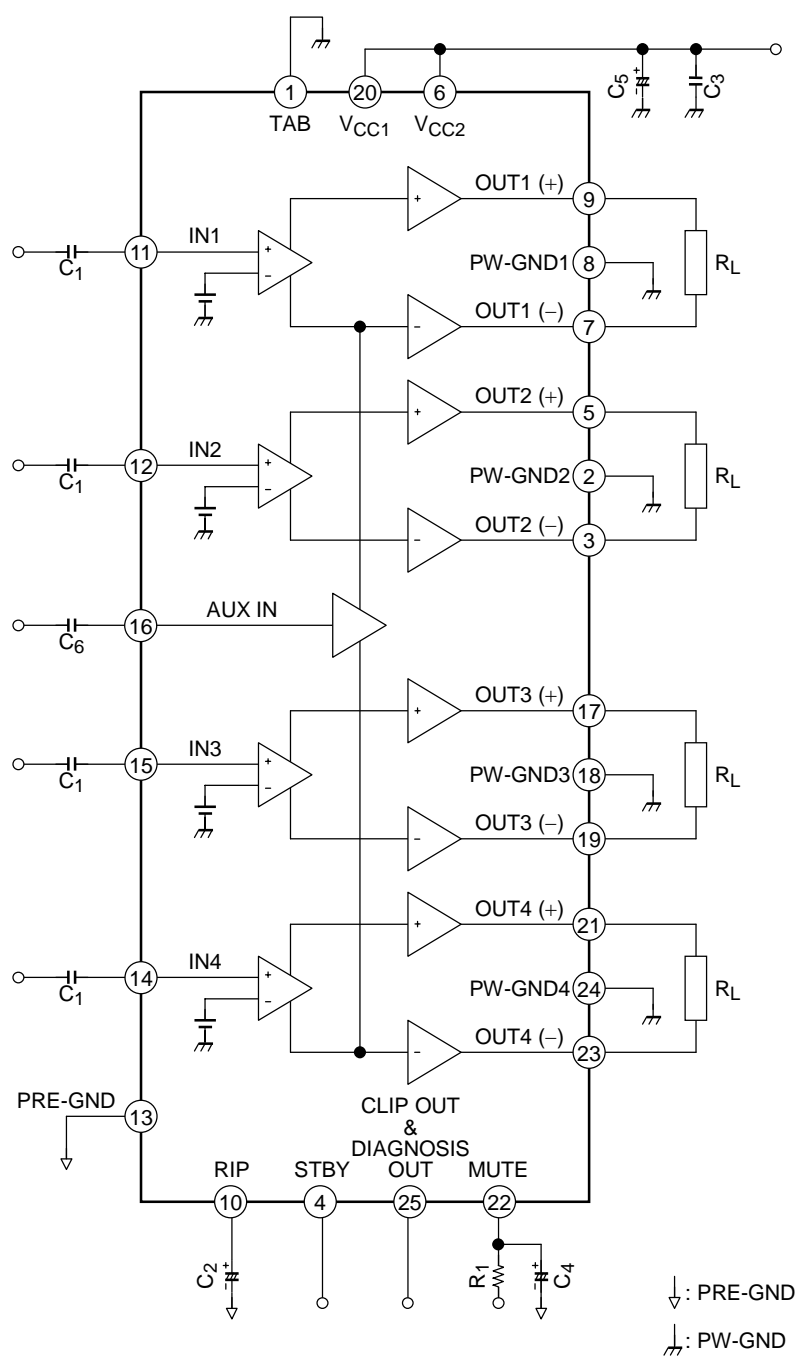 C5
C3
1
20
6
TAB
VCC1
VCC2
OUT1 (+)
9
IN1
11
C1
PW-GND1
8
RL
OUT1 (−)
7
OUT2 (+)
5
IN2
12
C1
PW-GND2
2
RL
OUT2 (−)
3
AUX IN
16
C6
OUT3 (+)
17
IN3
15
C1
PW-GND3
18
RL
OUT3 (−)
19
OUT4 (+)
21
IN4
14
C1
PW-GND4
24
RL
OUT4 (−)
23
PRE-GND
13
CLIP OUT
&
DIAGNOSIS
RIP
STBY
OUT
MUTE
10
4
25
22
C2
R1
C4
: PRE-GND
: PW-GND